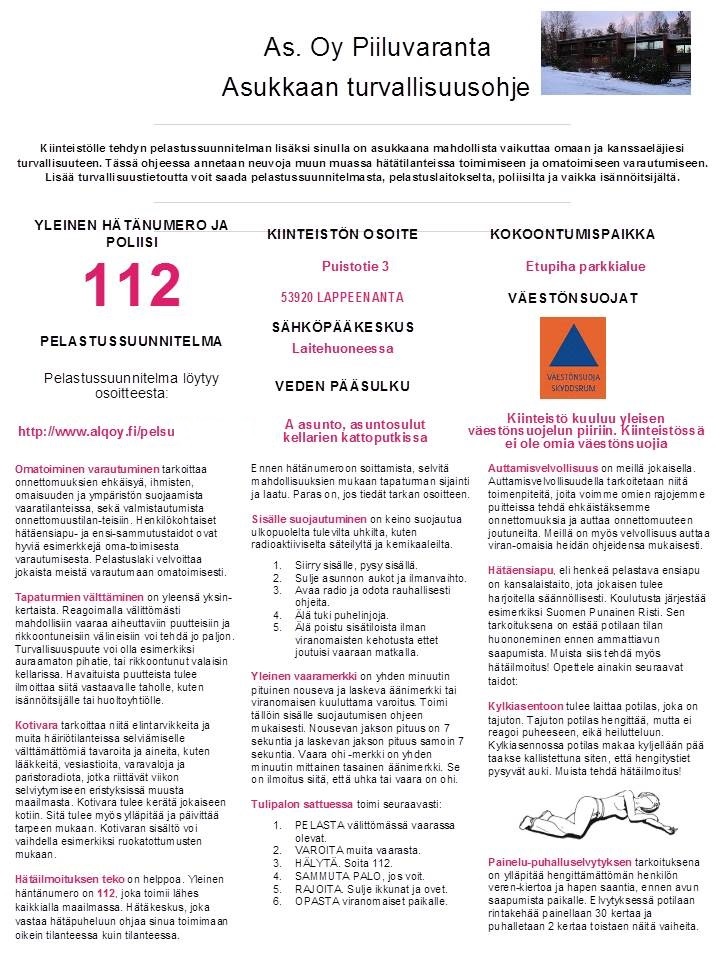 As. Oy Piiluvaranta
Asukkaan turvallisuusohje
Kiinteistölle tehdyn pelastussuunnitelman lisäksi sinulla on asukkaana mahdollista vaikuttaa omaan ja kanssaeläjiesi
turvallisuuteen. Tässä ohjeessa annetaan neuvoja muun muassa hätätilanteissa toimimiseen ja omatoimiseen varautumiseen.
Lisää turvallisuustietoutta voit saada pelastussuunnitelmasta, pelastuslaitokselta, poliisilta ja vaikka isännöitsijältä.
YLEINEN HÄTÄNUMERO JA
POLIISI
112
PELASTUSSUUNNITELMA
Pelastussuunnitelma löytyy
osoitteesta:
http://www.alqoy.fi/pelsu
Omatoiminen varautuminen tarkoittaa
onnettomuuksien ehkäisyä, ihmisten,
omaisuuden ja ympäristön suojaamista
vaaratilanteissa, sekä valmistautumista
onnettomuustilan-teisiin. Henkilökohtaiset
hätäensiapu- ja ensi-sammutustaidot ovat
hyviä esimerkkejä oma-toimisesta
varautumisesta. Pelastuslaki velvoittaa
jokaista meistä varautumaan omatoimisesti.
Tapaturmien välttäminen on yleensä yksin-
kertaista. Reagoimalla välittömästi
mahdollisiin vaaraa aiheuttaviin puutteisiin ja
rikkoontuneisiin välineisiin voi tehdä jo paljon.
Turvallisuuspuute voi olla esimerkiksi
auraamaton pihatie, tai rikkoontunut valaisin
kellarissa. Havaituista puutteista tulee
ilmoittaa siitä vastaavalle taholle, kuten
isännöitsijälle tai huoltoyhtiölle.
Kotivara tarkoittaa niitä elintarvikkeita ja
muita häiriötilanteissa selviämiselle
välttämättömiä tavaroita ja aineita, kuten
lääkkeitä, vesiastioita, varavaloja ja
paristoradiota, jotka riittävät viikon
selviytymiseen eristyksissä muusta
maailmasta. Kotivara tulee kerätä jokaiseen
kotiin. Sitä tulee myös ylläpitää ja päivittää
tarpeen mukaan. Kotivaran sisältö voi
vaihdella esimerkiksi ruokatottumusten
mukaan.
Hätäilmoituksen teko on helppoa. Yleinen
häntänumero on 112, joka toimii lähes
kaikkialla maailmassa. Hätäkeskus, joka
vastaa hätäpuheluun ohjaa sinua toimimaan
oikein tilanteessa kuin tilanteessa.
KIINTEISTÖN OSOITE
Puistotie 3
53920 LAPPEENANTA
SÄHKÖPÄÄKESKUS
Laitehuoneessa
VEDEN PÄÄSULKU
A asunto, asuntosulut
kellarien kattoputkissa
Ennen hätänumeroon soittamista, selvitä
mahdollisuuksien mukaan tapaturman sijainti
ja laatu. Paras on, jos tiedät tarkan osoitteen.
Sisälle suojautuminen on keino suojautua
ulkopuolelta tulevilta uhkilta, kuten
radioaktiiviselta säteilyltä ja kemikaaleilta.
1. Siirry sisälle, pysy sisällä.
2. Sulje asunnon aukot ja ilmanvaihto.
3. Avaa radio ja odota rauhallisesti
ohjeita.
4. Älä tuki puhelinjoja.
5. Älä poistu sisätiloista ilman
viranomaisten kehotusta ettet
joutuisi vaaraan matkalla.
Yleinen vaaramerkki on yhden minuutin
pituinen nouseva ja laskeva äänimerkki tai
viranomaisen kuuluttama varoitus. Toimi
tällöin sisälle suojautumisen ohjeen
mukaisesti. Nousevan jakson pituus on 7
sekuntia ja laskevan jakson pituus samoin 7
sekuntia. Vaara ohi -merkki on yhden
minuutin mittainen tasainen äänimerkki. Se
on ilmoitus siitä, että uhka tai vaara on ohi.
Tulipalon sattuessa toimi seuraavasti:
1. PELASTA välittömässä vaarassa
olevat.
2. VAROITA muita vaarasta.
3. HÄLYTÄ. Soita 112.
4. SAMMUTA PALO, jos voit.
5. RAJOITA. Sulje ikkunat ja ovet.
6. OPASTA viranomaiset paikalle.
KOKOONTUMISPAIKKA
Etupiha parkkialue
VÄESTÖNSUOJAT
VÄESTÖNSUOJA
SKYDDSRUM
Kiinteistö kuuluu yleisen
väestönsuojelun piiriin. Kiinteistössä
ei ole omia väestönsuojia
Auttamisvelvollisuus on meillä jokaisella.
Auttamisvelvollisuudella tarkoitetaan niitä
toimenpiteitä, joita voimme omien rajojemme
puitteissa tehdä ehkäistäksemme
onnettomuuksia ja auttaa onnettomuuteen
joutuneilta. Meillä on myös velvollisuus auttaa
viran-omaisia heidän ohjeidensa mukaisesti.
Hätäensiapu, eli henkeä pelastava ensiapu
on kansalaistaito, jota jokaisen tulee
harjoitella säännöllisesti. Koulutusta järjestää
esimerkiksi Suomen Punainen Risti. Sen
tarkoituksena on estää potilaan tilan
huononeminen ennen ammattiavun
saapumista. Muista siis tehdä myös
hätäilmoitus! Opettele ainakin seuraavat
taidot:
Kylkiasentoon tulee laittaa potilas, joka on
tajuton. Tajuton potilas hengittää, mutta ei
reagoi puheeseen, eikä heilutteluun.
Kylkiasennossa potilas makaa kyljellään pää
taakse kallistettuna siten, että hengitystiet
pysyvät auki. Muista tehdä hätäilmoitus!
Painelu-puhalluselvytyksen tarkoituksena
on ylläpitää hengittämättömän henkilön
veren-kiertoa ja hapen saantia, ennen avun
saapumista paikalle. Elvytyksessä potilaan
rintakehää painellaan 30 kertaa ja
puhalletaan 2 kertaa toistaen näitä vaiheita.